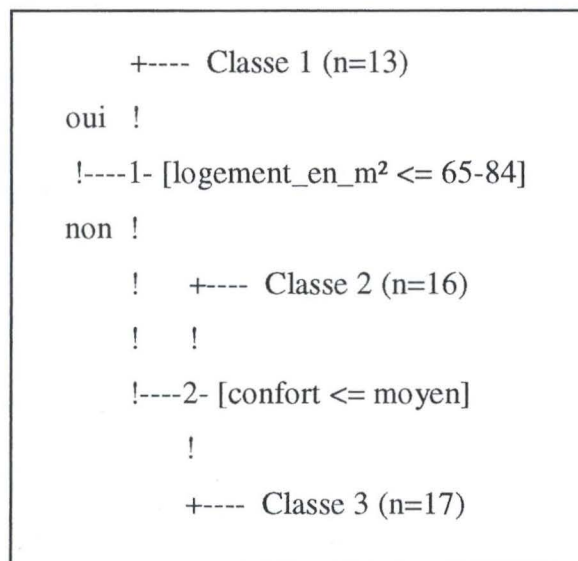 +---- Classe 1 (n=13)
oui !
!----1- [logement_en_m² <= 65-84]
non !
! +---- Classe 2 (n=16)
! !
!----2- [confort <= moyen]
!
+---- Classe 3 (n=17)